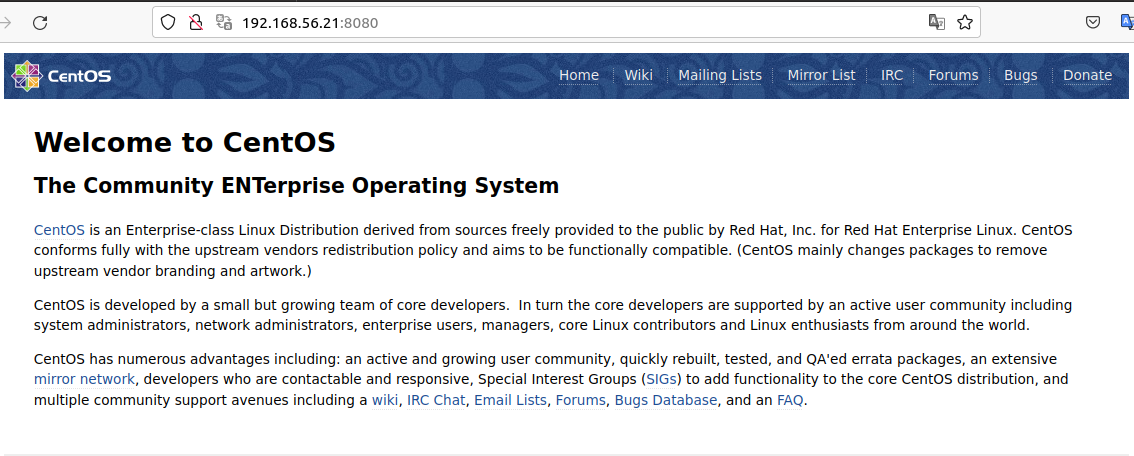 192.168.56.21:8080
CentOS Home Wiki Mailing Lists Mirror List IRC Forums Bugs Donate
Welcome to CentOS
The Community ENTerprise Operating System
CentOS is an Enterprise-class Linux Distribution derived from sources freely provided to the public by Red Hat, Inc. for Red Hat Enterprise Linux. CentOS
conforms fully with the upstream vendors redistribution policy and aims to be functionally compatible. (CentOS mainly changes packages to remove
upstream vendor branding and artwork.)
CentOS is developed by a small but growing team of core developers.  In turn the core developers are supported by an active user community including
system administrators, network administrators, enterprise users, managers, core Linux contributors and Linux enthusiasts from around the world.
CentOS has numerous advantages including: an active and growing user community, quickly rebuilt, tested, and QA'ed errata packages, an extensive
mirror network, developers who are contactable and responsive, Special Interest Groups (SIGs) to add functionality to the core CentOS distribution, and
multiple community support avenues including a wiki, IRC Chat, Email Lists, Forums, Bugs Database, and an FAQ.